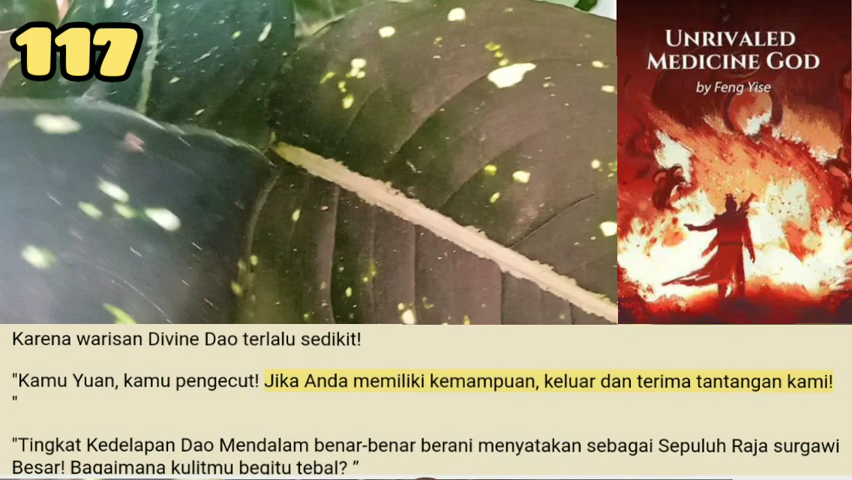 117
UNRIVALED
MEDICINE GOD
by Feng Yise
Karena warisan Divine Dao terlalu sedikit!
"Kamu Yuan, kamu pengecut! Jika Anda memiliki kemampuan, keluar dan terima tantangan kami!
"
"Tingkat Kedelapan Dao Mendalam benar-benar berani menyatakan sebagai Sepuluh Raja surgawi
Besar! Bagaimana kulitmu begitu tebal? ”